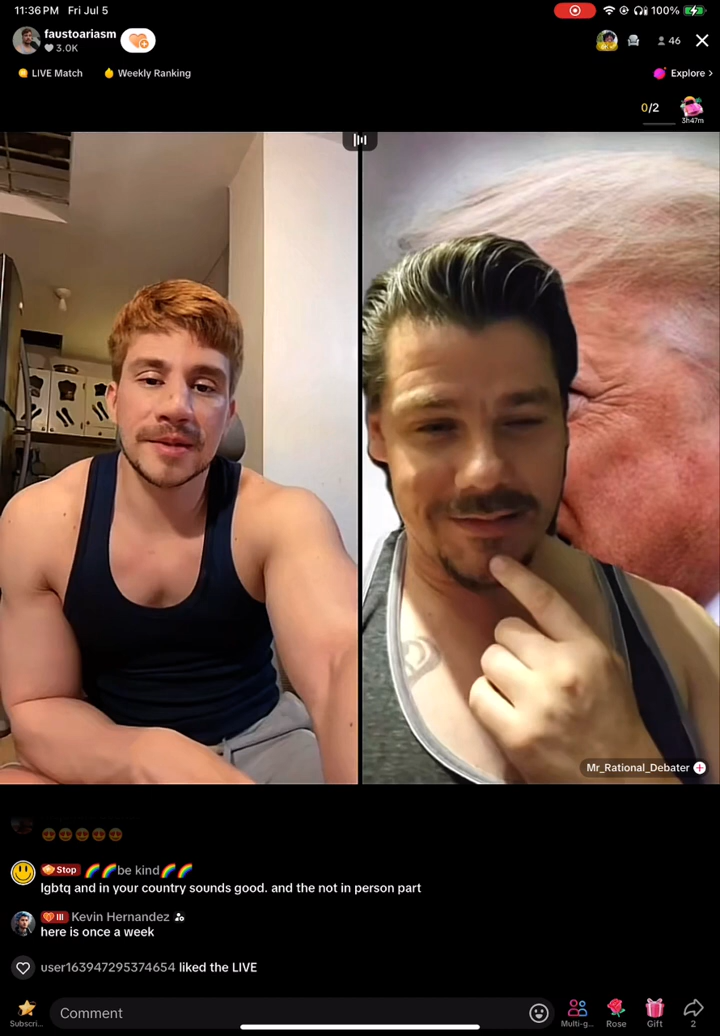 11:36 PM Fri Jul 5
100%
faustoariasm
3.0K
46
LIVE Match
Weekly Ranking
Explore >
0/2
3h47m
Mr_Rational_Debater
Stop 🌈🌈be kind🌈🌈
lgbtq and in your country sounds good. and the not in person part
III Kevin Hernandez
here is once a week
user163947295374654 liked the LIVE
Subscri...
Comment
Multi-g...
Rose
Gift
2